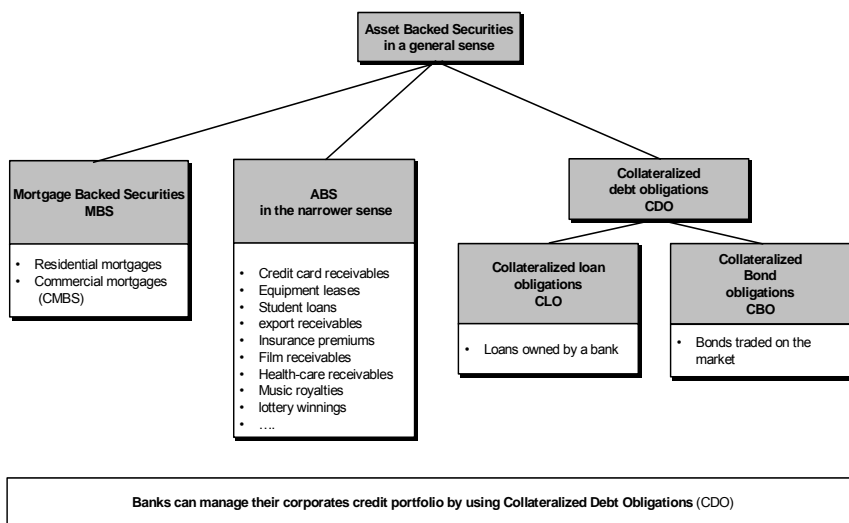 Asset Backed Securities
in a general sense
Mortgage Backed Securities
MBS
• Residential mortgages
• Commercial mortgages
(CMBS)
ABS
in the narrower sense
• Credit card receivables
• Equipment leases
• Student loans
• export receivables
• Insurance premiums
• Film receivables
• Health-care receivables
• Music royalties
• lottery winnings
• ....
Collateralized
debt obligations
CDO
Collateralized loan
obligations
CLO
• Loans owned by a bank
Collateralized
Bond
obligations
CBO
• Bonds traded on the
market
Banks can manage their corporates credit portfolio by using Collateralized Debt Obligations (CDO)